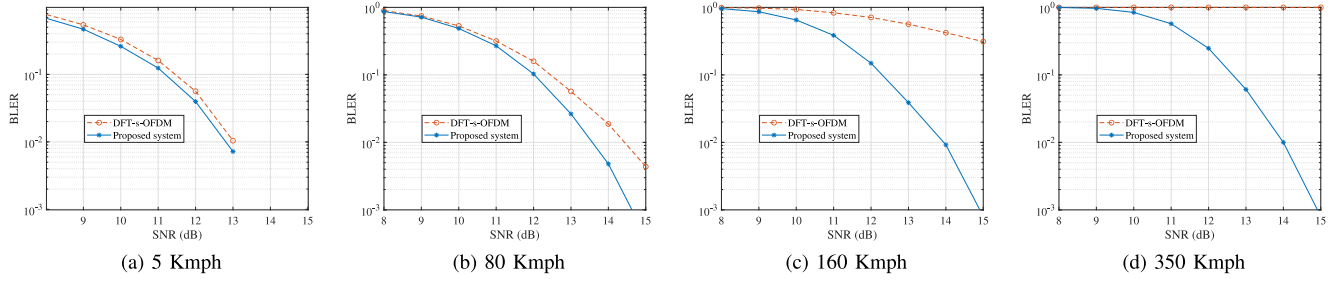 10^0
10^-1
10^-2
10^-3
BLER
DFT-s-OFDM
Proposed system
9 10 11 12 13 14 15
SNR (dB)
(a) 5 Kmph
10^0
10^-1
10^-2
10^-3
BLER
DFT-s-OFDM
Proposed system
8 9 10 11 12 13 14 15
SNR (dB)
(b) 80 Kmph
10^0
10^-1
10^-2
10^-3
BLER
DFT-s-OFDM
Proposed system
8 9 10 11 12 13 14 15
SNR (dB)
(c) 160 Kmph
10^0
10^-1
10^-2
10^-3
BLER
DFT-s-OFDM
Proposed system
8 9 10 11 12 13 14 15
SNR (dB)
(d) 350 Kmph